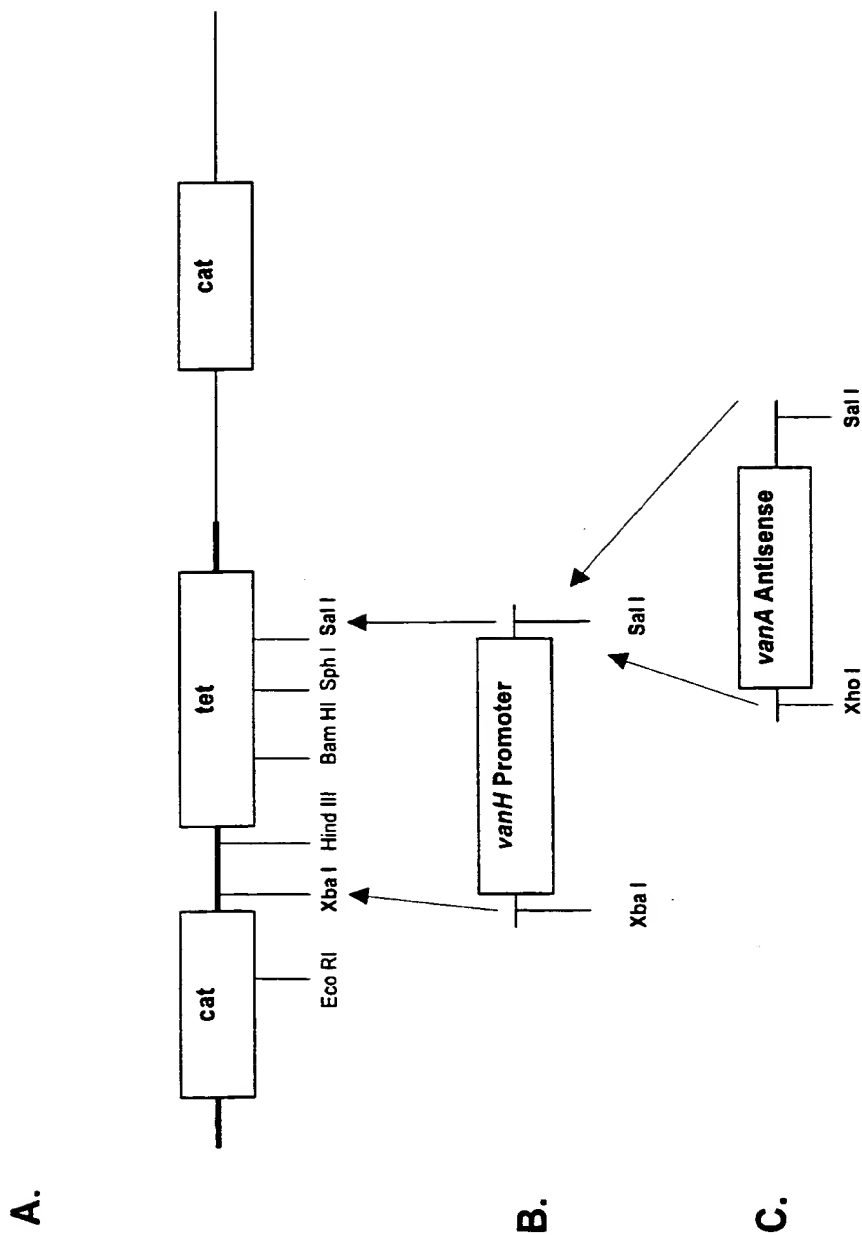 A.
cat
tet
cat
Eco RI
Xba I
Hind III
Bam HI
Sph I
Sal I
B.
vanH Promoter
Xba I
Sal I
C.
vanA Antisense
Xho I
Sal I